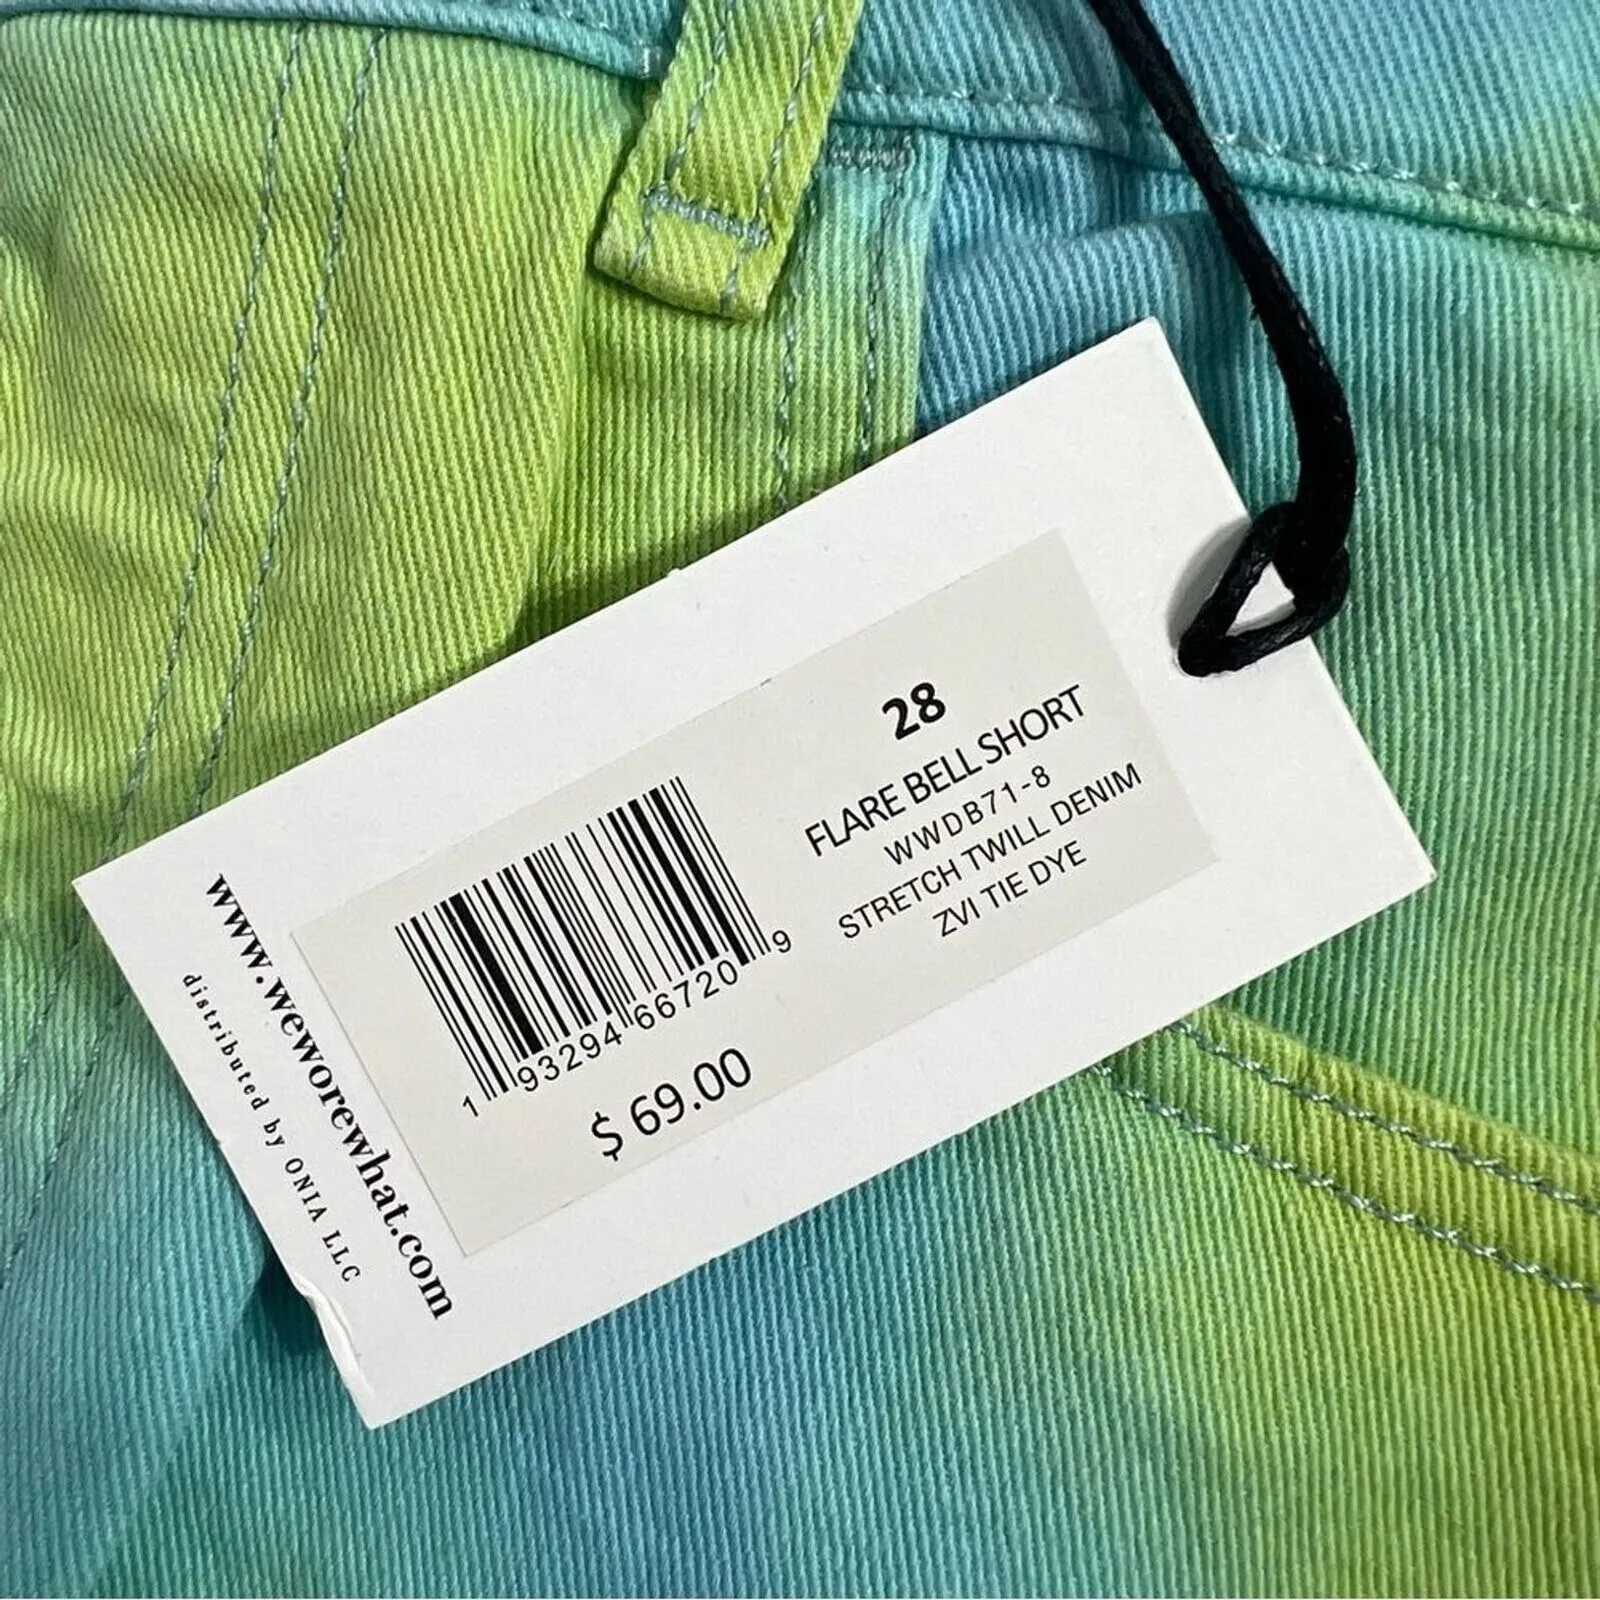 28
FLARE BELL SHORT
WWDB71-8
STRETCH TWILL DENIM
ZVI TIE DYE
1 93294 66720 9
$ 69.00
www.weworewhat.com
distributed by ONIA LLC